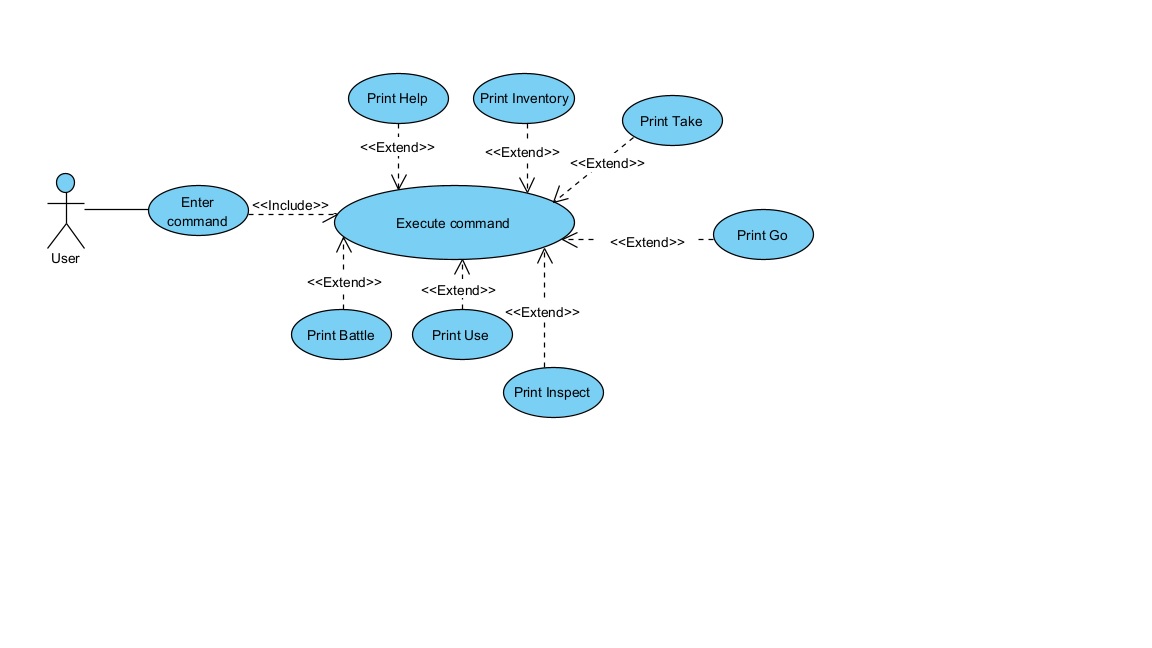 Print Help
Print Inventory
Print Take
<<Extend>>
<<Extend>>
<<Extend>>
Enter
command
<<Include>>
Execute command
Print Go
<<Extend>>
User
<<Extend>>
<<Extend>>
<<Extend>>
Print Battle
Print Use
Print Inspect